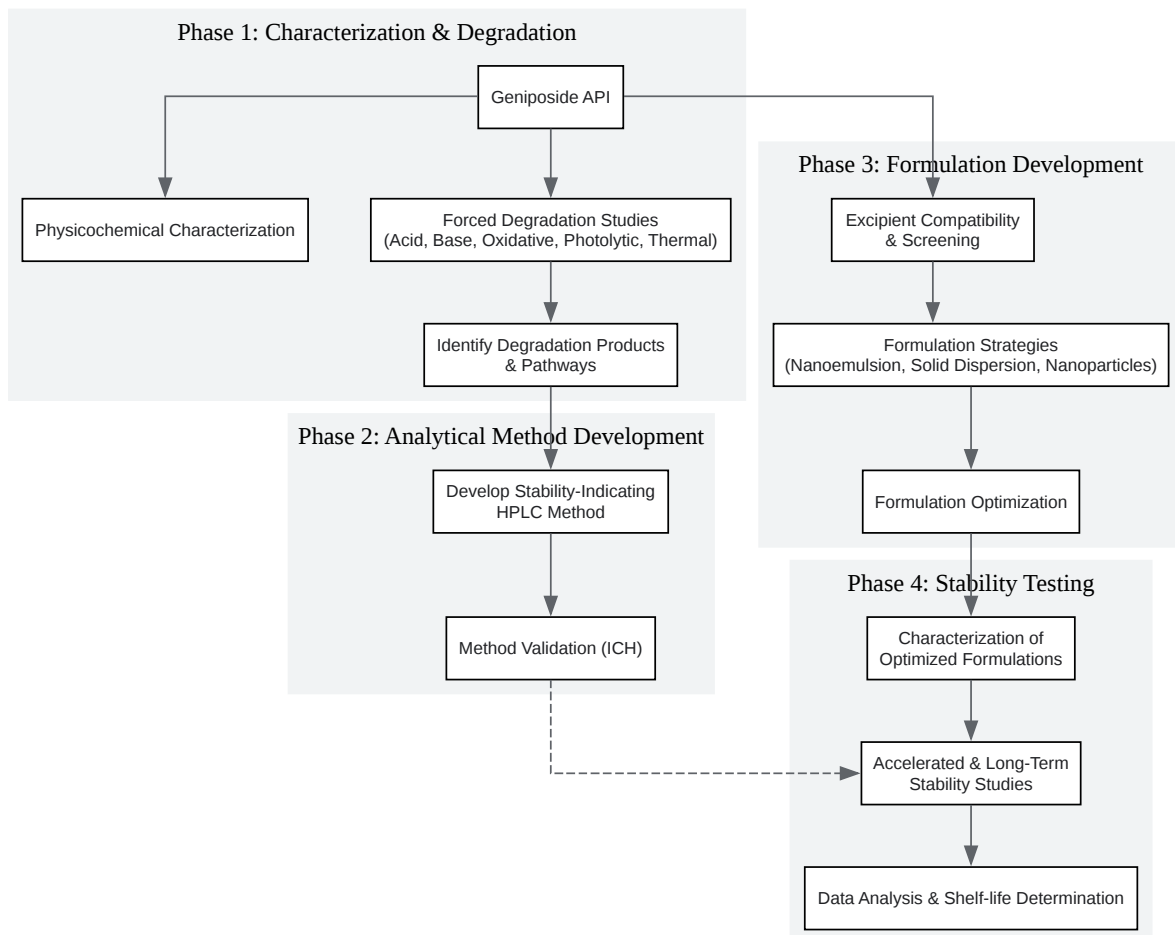 Phase 1: Characterization & Degradation
Geniposide API
Physicochemical Characterization
Forced Degradation Studies
(Acid, Base, Oxidative, Photolytic, Thermal)
Identify Degradation Products
& Pathways
Phase 2: Analytical Method Development
Develop Stability-Indicating
HPLC Method
Method Validation (ICH)
Phase 3: Formulation Development
Excipient Compatibility
& Screening
Formulation Strategies
(Nanoemulsion, Solid Dispersion, Nanoparticles)
Formulation Optimization
Phase 4: Stability Testing
Characterization of
Optimized Formulations
Accelerated & Long-Term
Stability Studies
Data Analysis & Shelf-life Determination